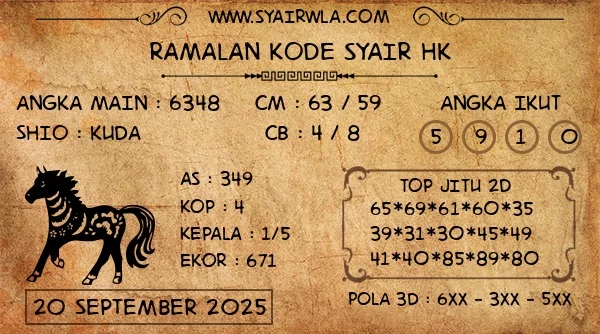 WWW.SYAIRWLA.COM
RAMALAN KODE SYAIR HK
ANGKA MAIN : 6348
CM : 63 / 59
ANGKA IKUT
SHIO : KUDA
CB : 4 / 8
5 9 1 0
AS : 349
KOP : 4
KEPALA : 1/5
EKOR : 671
TOP JITU 2D
65*69*61*60*35
39*31*30*45*49
41*40*85*89*80
20 SEPTEMBER 2025
POLA 3D : 6XX - 3XX - 5XX